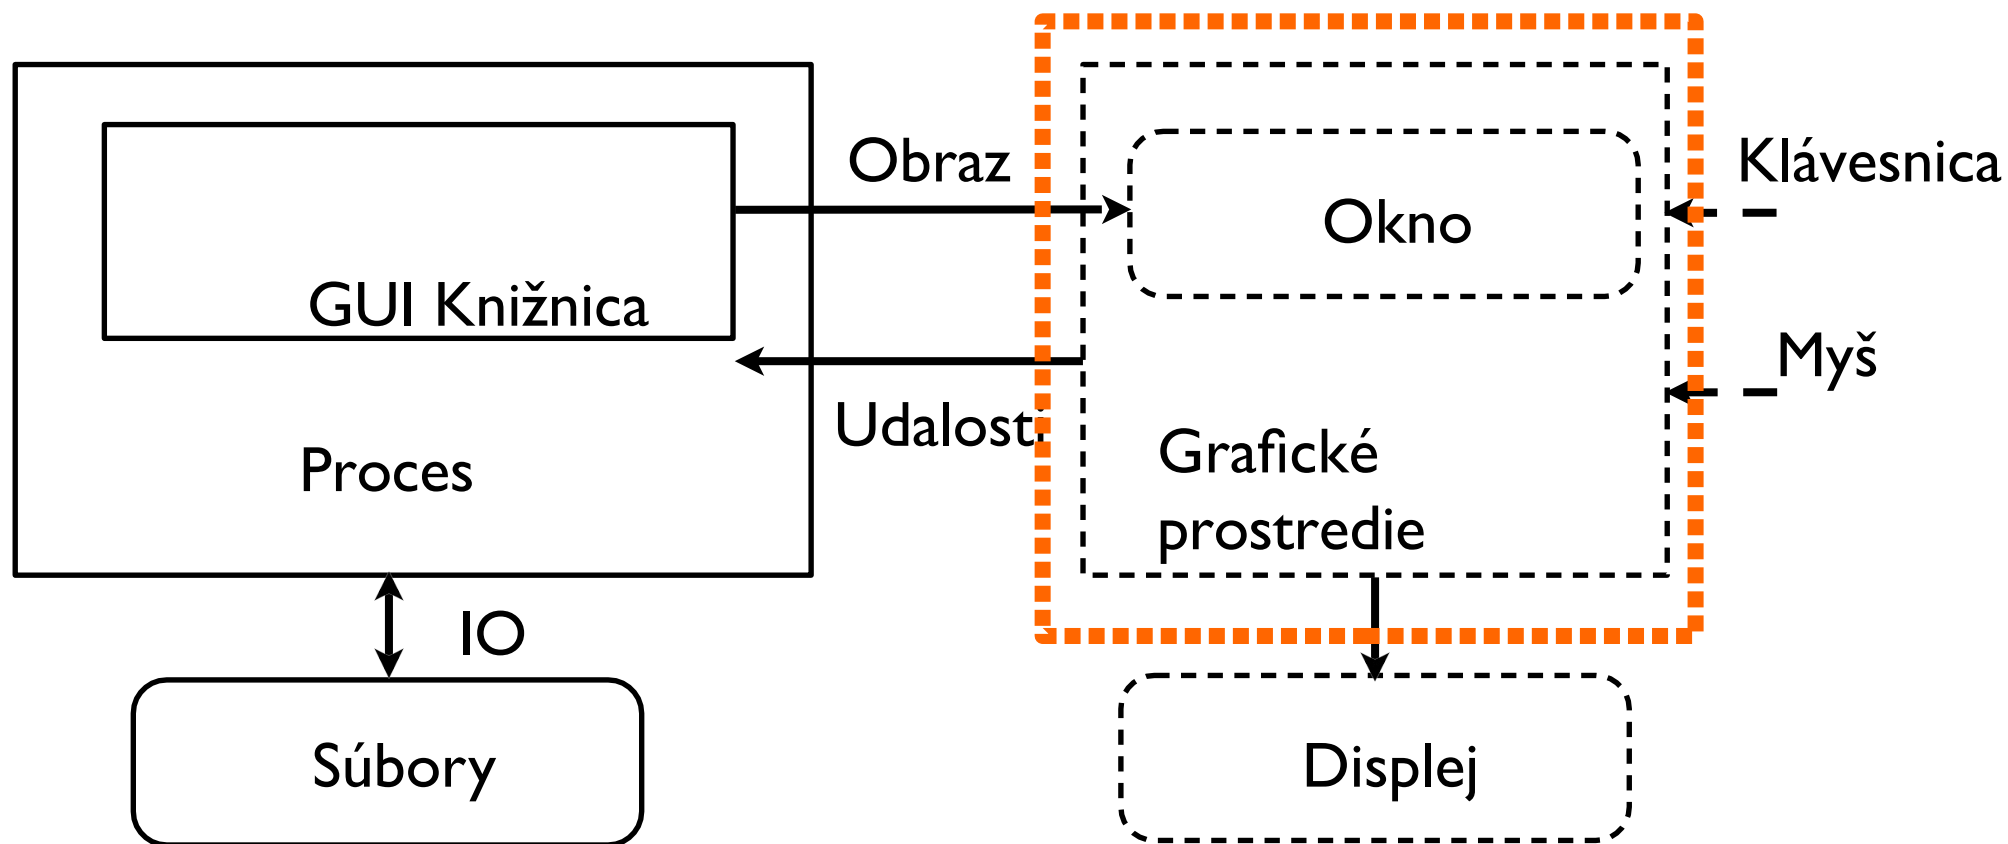 Obraz
Klávesnica
Okno
GUI Knižnica
Myš
Udalosti
Grafické
prostredie
Proces
IO
Súbory
Displej